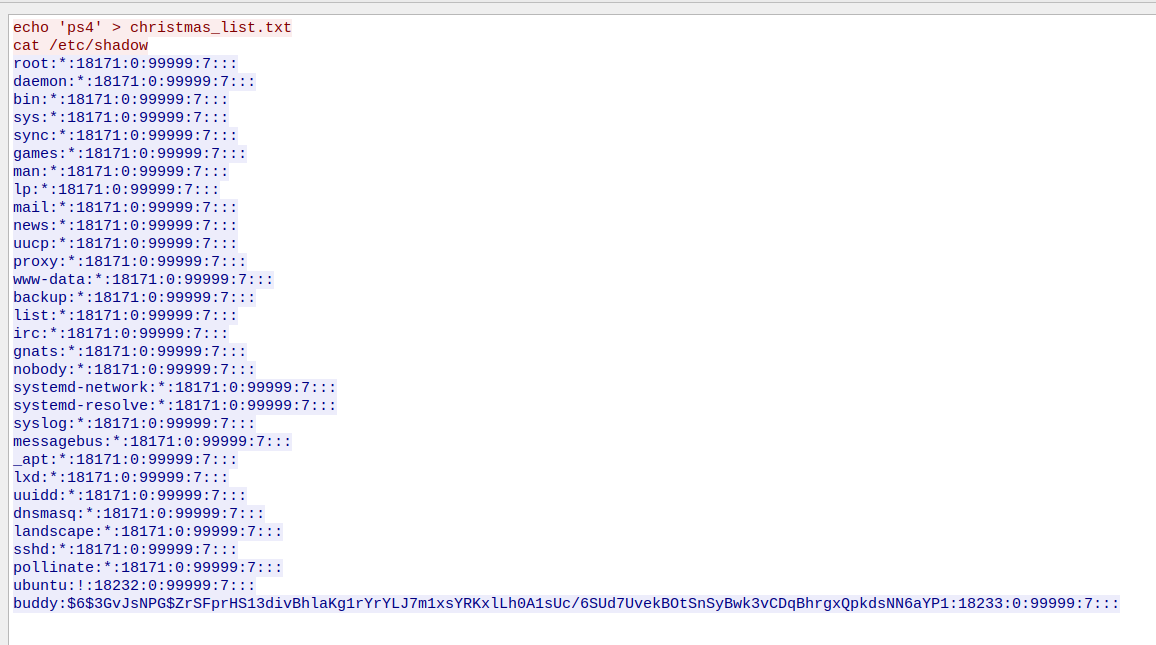 echo 'ps4' > christmas_list.txt
cat /etc/shadow
root:*:18171:0:99999:7:::
daemon:*:18171:0:99999:7:::
bin:*:18171:0:99999:7:::
sys:*:18171:0:99999:7:::
sync:*:18171:0:99999:7:::
games:*:18171:0:99999:7:::
man:*:18171:0:99999:7:::
lp:*:18171:0:99999:7:::
mail:*:18171:0:99999:7:::
news:*:18171:0:99999:7:::
uucp:*:18171:0:99999:7:::
proxy:*:18171:0:99999:7:::
www-data:*:18171:0:99999:7:::
backup:*:18171:0:99999:7:::
list:*:18171:0:99999:7:::
irc:*:18171:0:99999:7:::
gnats:*:18171:0:99999:7:::
nobody:*:18171:0:99999:7:::
systemd-network:*:18171:0:99999:7:::
systemd-resolve:*:18171:0:99999:7:::
syslog:*:18171:0:99999:7:::
messagebus:*:18171:0:99999:7:::
_apt:*:18171:0:99999:7:::
lxd:*:18171:0:99999:7:::
uuidd:*:18171:0:99999:7:::
dnsmasq:*:18171:0:99999:7:::
landscape:*:18171:0:99999:7:::
sshd:*:18171:0:99999:7:::
pollinate:*:18171:0:99999:7:::
ubuntu:!:18232:0:99999:7:::
buddy:$6$3GvJsNPG$ZrSFprHS13divBhlaKg1rYrYLJ7m1xsYRKxlLh0A1sUc/6SUd7UvekBOtSnSyBwk3vCDqBhrgxQpkdsNN6aYP1:18233:0:99999:7:::